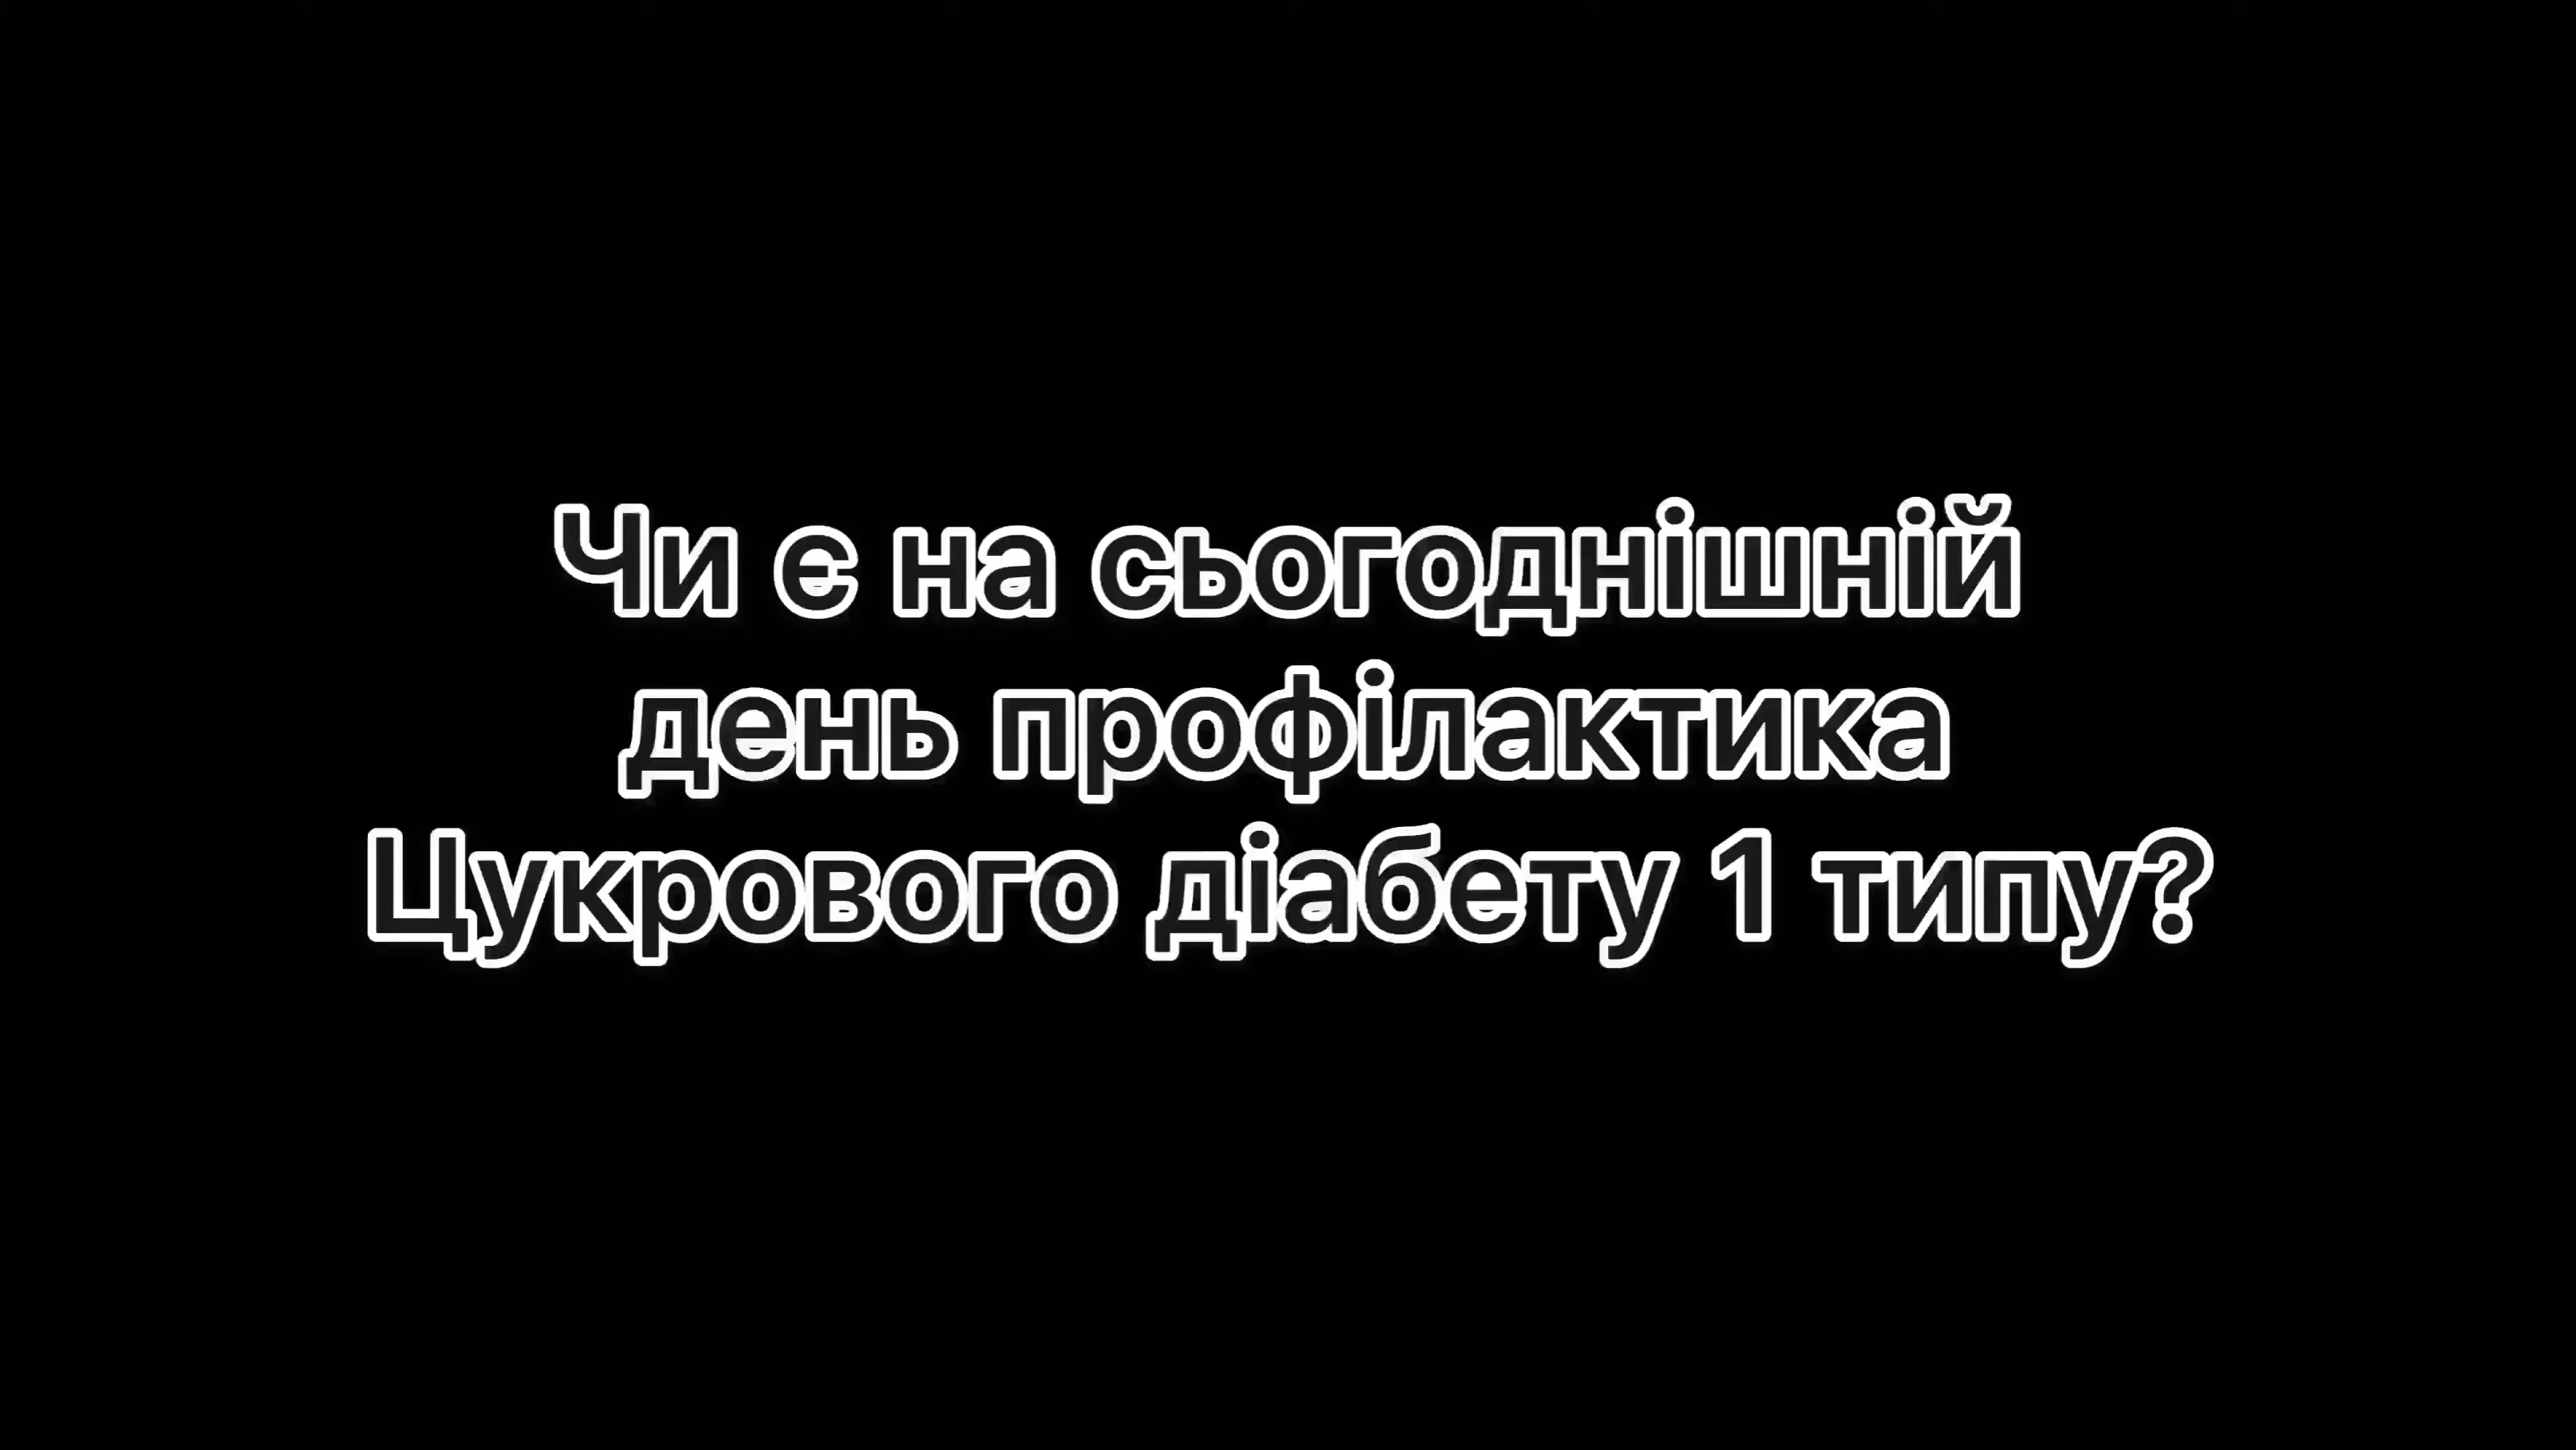 Чи є на сьогоднішній
день профілактика
Цукрового діабету 1 типу?